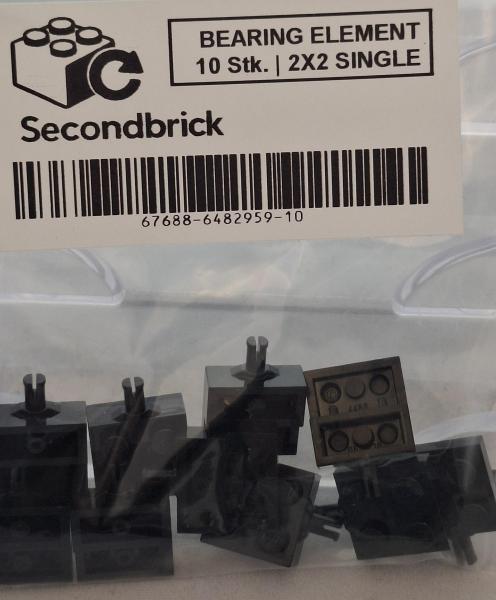 BEARING ELEMENT
10 Stk. | 2X2 SINGLE
Secondbrick
67688-6482959-10